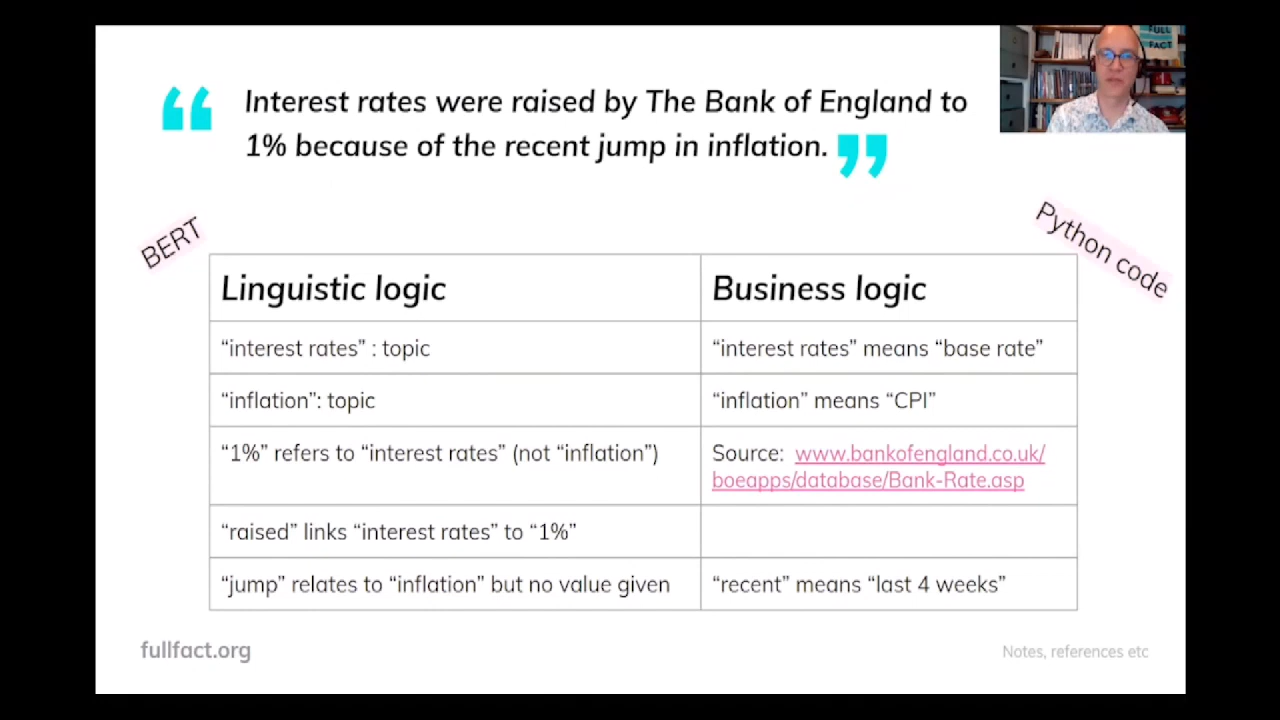 “ Interest rates were raised by The Bank of England to
1% because of the recent jump in inflation. ”
FULL
FACT
BERT
Python code
Linguistic logic
Business logic
“interest rates” : topic
“interest rates” means “base rate”
“inflation”: topic
“inflation” means “CPI”
“1%” refers to “interest rates” (not “inflation”)
Source: www.bankofengland.co.uk/
boeapps/database/Bank-Rate.asp
“raised” links “interest rates” to “1%”
“jump” relates to “inflation” but no value given
“recent” means “last 4 weeks”
fullfact.org
Notes, references etc